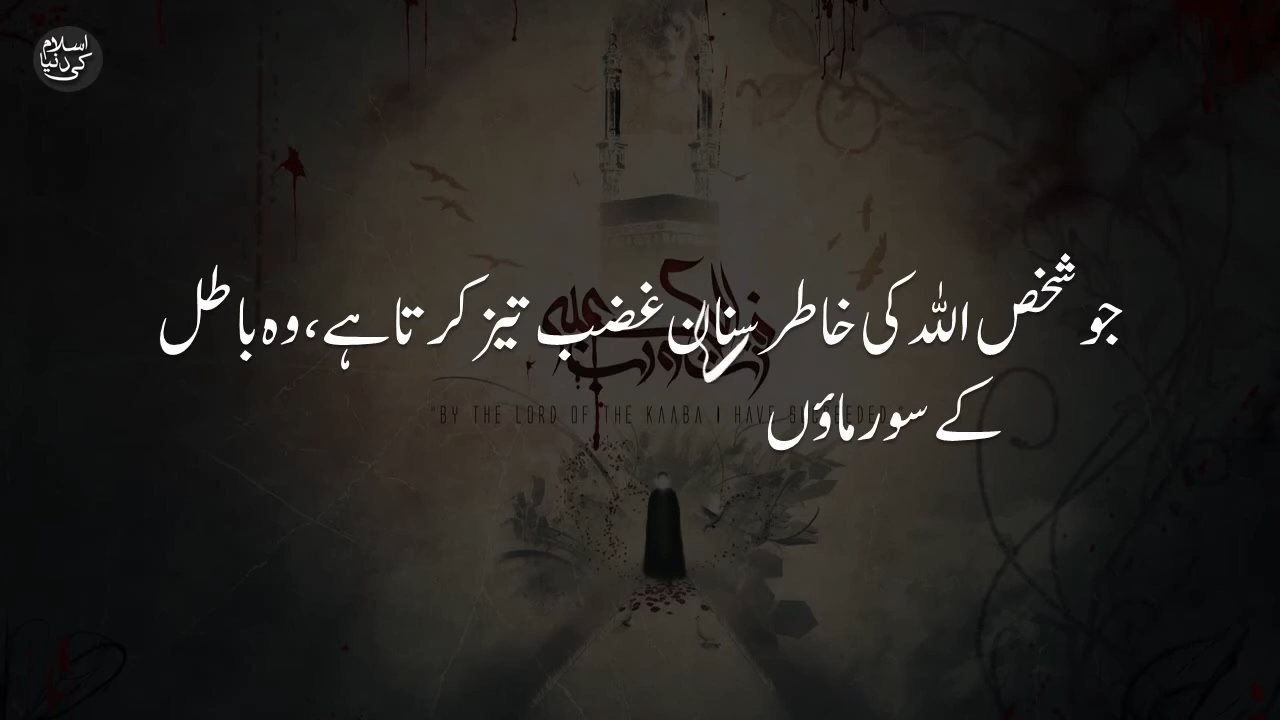 اسلام
کی دنیا
جو شخص اللہ کی خاطر سنان غضب تیز کرتا ہے، وہ باطل
کے سورماؤں
"BY THE LORD OF THE KAABA I HAVE SUCCEEDED"